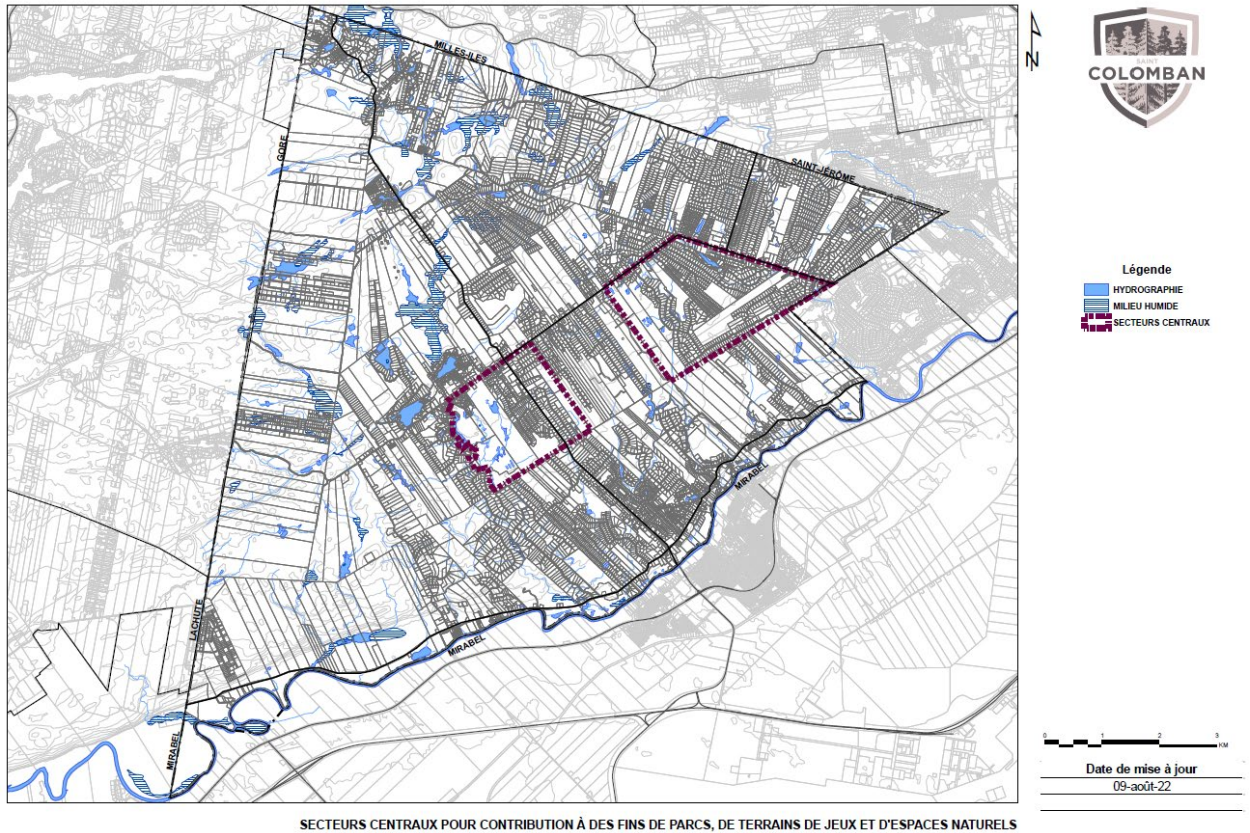 MILLES-ILES
GORE
SAINT-JÉRÔME
MIRABEL
MIRABEL
LACHUTE
MIRABEL
N
SAINT
COLOMBAN
Légende
HYDROGRAPHIE
MILIEU HUMIDE
SECTEURS CENTRAUX
0 1 2 3
KM
Date de mise à jour
09-août-22
SECTEURS CENTRAUX POUR CONTRIBUTION À DES FINS DE PARCS, DE TERRAINS DE JEUX ET D'ESPACES NATURELS